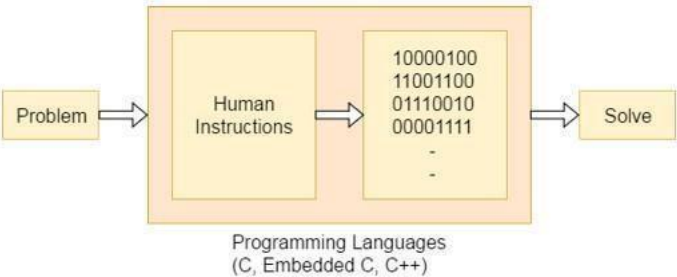 Problem
Human
Instructions
10000100
11001100
01110010
00001111
-
-
Solve
Programming Languages
(C, Embedded C, C++)